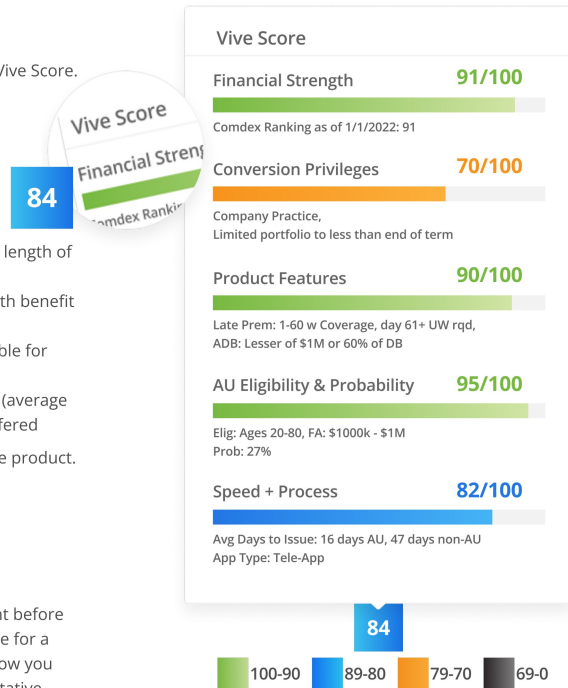 Vive Score.
84
length of
th benefit
ble for
(average
fered
e product.
nt before
e for a
ow you
tative
Vive Score
Financial Streng
omdex Rankin
Vive Score
Financial Strength 91/100
Comdex Ranking as of 1/1/2022: 91
Conversion Privileges 70/100
Company Practice,
Limited portfolio to less than end of term
Product Features 90/100
Late Prem: 1-60 w Coverage, day 61+ UW rqd,
ADB: Lesser of $1M or 60% of DB
AU Eligibility & Probability 95/100
Elig: Ages 20-80, FA: $1000k - $1M
Prob: 27%
Speed + Process 82/100
Avg Days to Issue: 16 days AU, 47 days non-AU
App Type: Tele-App
84
100-90 89-80 79-70 69-0